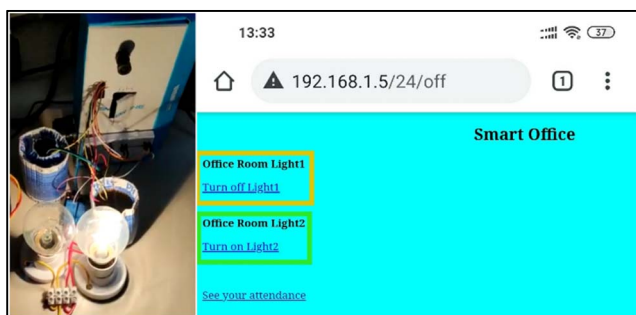 13:33
37
192.168.1.5/24/off
1
Smart Office
Office Room Light1
Turn off Light1
Office Room Light2
Turn on Light2
See your attendance